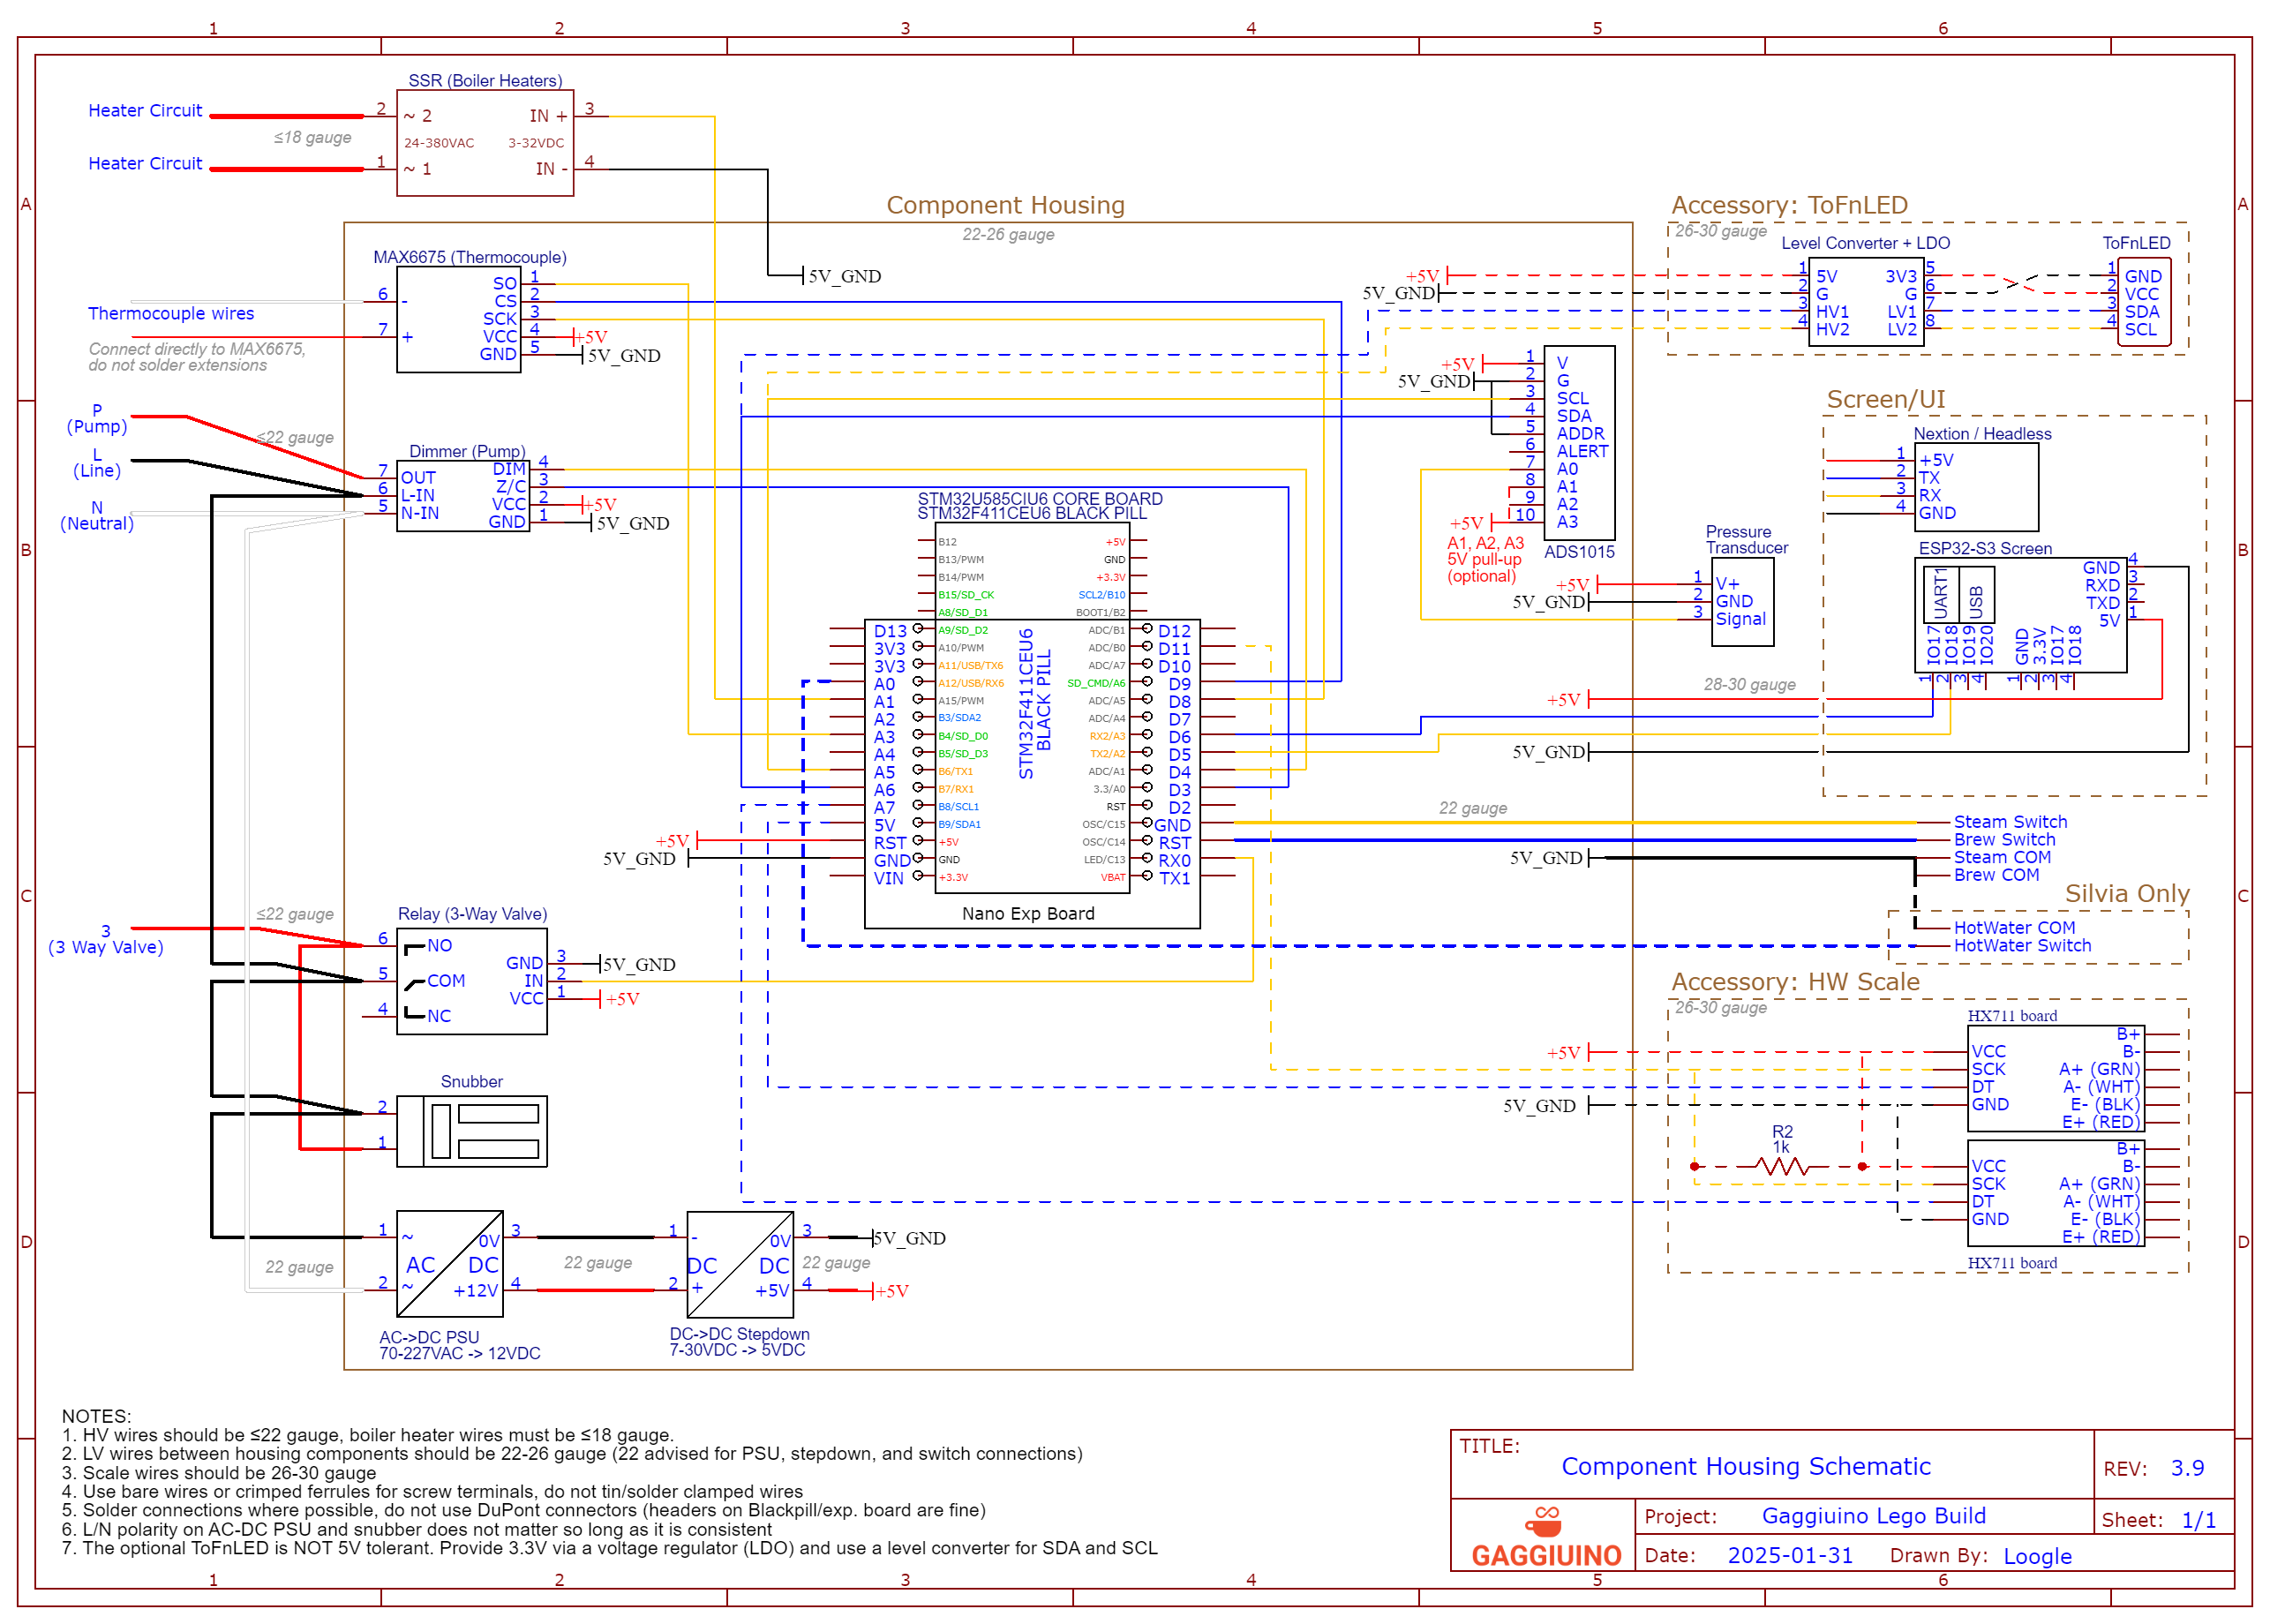 1 2 3 4 5 6
A
B
C
D
SSR (Boiler Heaters)
Heater Circuit
2 ~ 2 IN + 3
≤18 gauge
24-380VAC 3-32VDC
Heater Circuit
1 ~ 1 IN - 4
5V_GND
Component Housing
22-26 gauge
MAX6675 (Thermocouple)
SO 1
6 - CS 2
SCK 3
Thermocouple wires
7 + VCC 4 +5V
GND 5 5V_GND
Connect directly to MAX6675,
do not solder extensions
P
(Pump)
≤22 gauge
L
(Line)
N
(Neutral)
Dimmer (Pump)
7 OUT DIM 4
6 L-IN Z/C 3
5 N-IN VCC 2 +5V
GND 1 5V_GND
STM32U585CIU6 CORE BOARD
STM32F411CEU6 BLACK PILL
B12 +5V
B13/PWM GND
B14/PWM +3.3V
B15/SD_CK SCL2/B10
A8/SD_D1 BOOT1/B2
D13 A9/SD_D2 ADC/B1 D12
3V3 A10/PWM ADC/B0 D11
3V3 A11/USB/TX6 ADC/A7 D10
A0 A12/USB/RX6 SD_CMD/A6 D9
A1 A15/PWM ADC/A5 D8
A2 B3/SDA2 ADC/A4 D7
A3 B4/SD_D0 RX2/A3 D6
A4 B5/SD_D3 TX2/A2 D5
A5 B6/TX1 ADC/A1 D4
A6 B7/RX1 3.3/A0 D3
A7 B8/SCL1 RST D2
5V B9/SDA1 OSC/C15 GND
+5V RST +5V OSC/C14 RST
5V_GND GND GND LED/C13 RX0
VIN +3.3V VBAT TX1
STM32F411CEU6
BLACK PILL
Nano Exp Board
Accessory: ToFnLED
26-30 gauge
Level Converter + LDO
ToFnLED
+5V 1 5V 3V3 5 1 GND
5V_GND 2 G G 6 2 VCC
3 HV1 LV1 7 3 SDA
4 HV2 LV2 8 4 SCL
+5V 1 V
5V_GND 2 G
3 SCL
4 SDA
5 ADDR
6 ALERT
7 A0
8 A1
9 A2
+5V 10 A3
A1, A2, A3
5V pull-up
(optional)
ADS1015
Pressure
Transducer
+5V 1 V+
5V_GND 2 GND
3 Signal
Screen/UI
Nextion / Headless
1 +5V
2 TX
3 RX
4 GND
ESP32-S3 Screen
UART1 USB
GND 4
RXD 3
TXD 2
5V 1
IO17 IO18 IO19 IO20 GND 3.3V IO17 IO18
1 2 3 4 1 2 3 4
28-30 gauge
+5V
5V_GND
22 gauge
Steam Switch
Brew Switch
5V_GND Steam COM
Brew COM
Silvia Only
HotWater COM
HotWater Switch
≤22 gauge
3
(3 Way Valve)
Relay (3-Way Valve)
6 NO
GND 3 5V_GND
5 COM IN 2
VCC 1 +5V
4 NC
Snubber
2
1
Accessory: HW Scale
26-30 gauge
HX711 board
B+
+5V VCC B-
SCK A+ (GRN)
DT A- (WHT)
5V_GND GND E- (BLK)
E+ (RED)
R2
1k
B+
VCC B-
SCK A+ (GRN)
DT A- (WHT)
GND E- (BLK)
E+ (RED)
HX711 board
1 ~ 0V 3 1 - 0V 3 5V_GND
AC DC DC DC
22 gauge 22 gauge 22 gauge
2 ~ +12V 4 2 + +5V 4 +5V
AC->DC PSU
70-227VAC -> 12VDC
DC->DC Stepdown
7-30VDC -> 5VDC
NOTES:
1. HV wires should be ≤22 gauge, boiler heater wires must be ≤18 gauge.
2. LV wires between housing components should be 22-26 gauge (22 advised for PSU, stepdown, and switch connections)
3. Scale wires should be 26-30 gauge
4. Use bare wires or crimped ferrules for screw terminals, do not tin/solder clamped wires
5. Solder connections where possible, do not use DuPont connectors (headers on Blackpill/exp. board are fine)
6. L/N polarity on AC-DC PSU and snubber does not matter so long as it is consistent
7. The optional ToFnLED is NOT 5V tolerant. Provide 3.3V via a voltage regulator (LDO) and use a level converter for SDA and SCL
TITLE:
Component Housing Schematic
REV: 3.9
GAGGIUINO
Project: Gaggiuino Lego Build
Sheet: 1/1
Date: 2025-01-31 Drawn By: Loogle
A
B
C
D
1 2 3 4 5 6